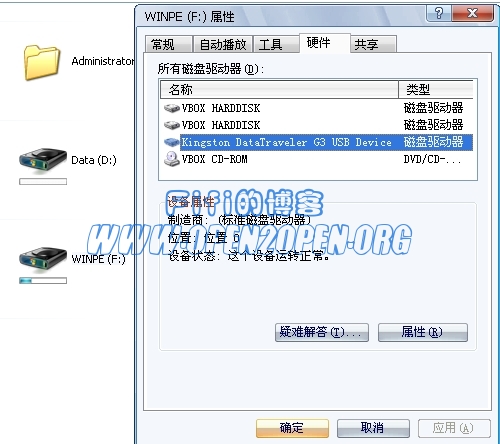 Administrator
Data (D:)
WINPE (F:)
WINPE (F:) 属性
常规 自动播放 工具 硬件 共享
所有磁盘驱动器(D):
名称 类型
VBOX HARDDISK 磁盘驱动器
VBOX HARDDISK 磁盘驱动器
Kingston DataTraveler G3 USB Device 磁盘驱动器
VBOX CD-ROM DVD/CD-...
FiFi的博客
设备属性
制造商: (标准磁盘驱动器)
WWW.OPEN2OPEN.ORG
位置: 位置 0
设备状态: 这个设备运转正常。
疑难解答(T)... 属性(R)
确定 取消 应用(A)